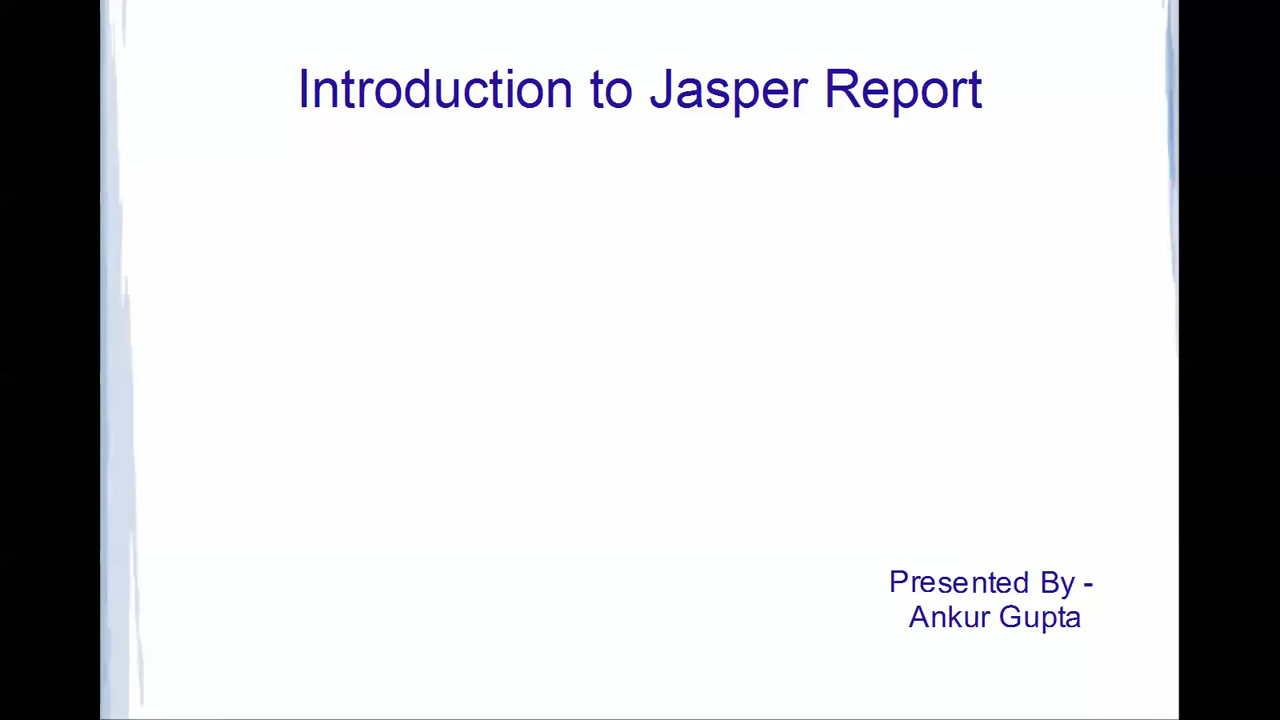 Introduction to Jasper Report
Presented By -
Ankur Gupta